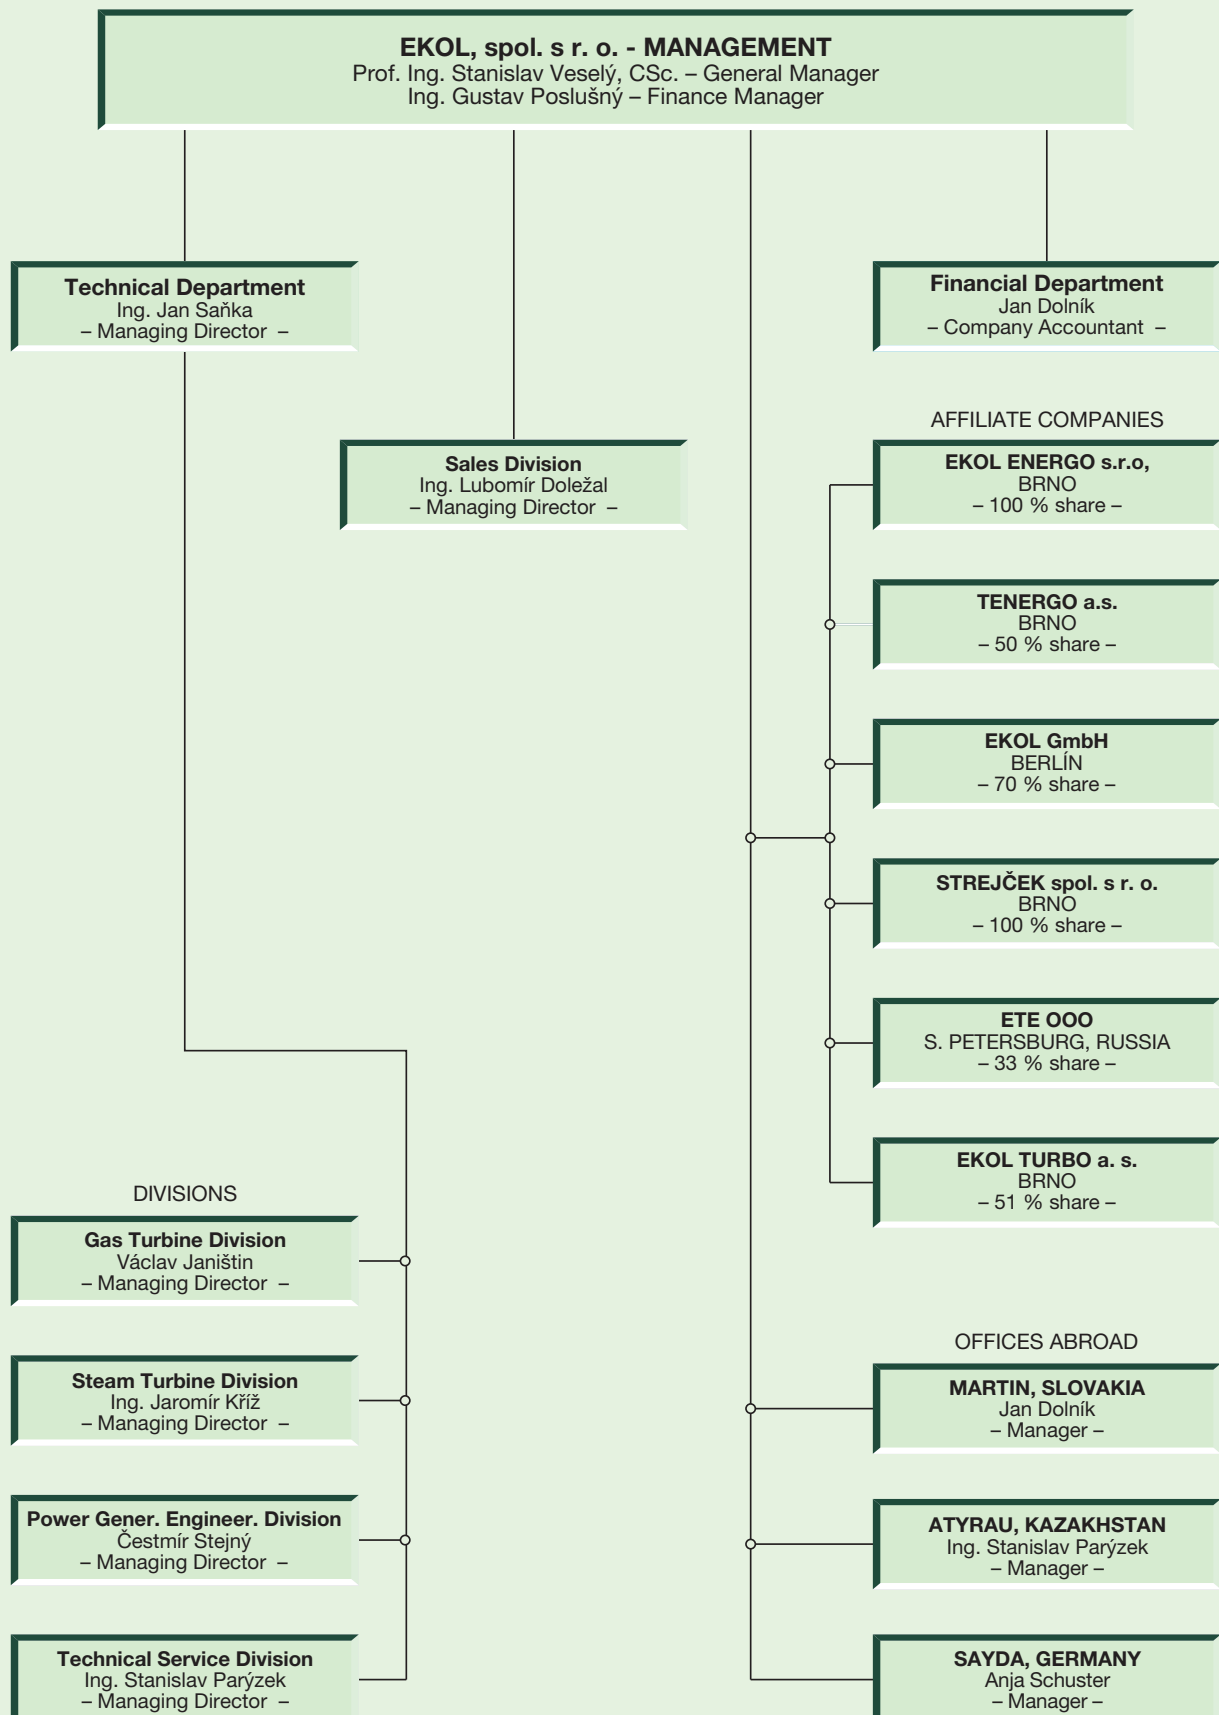 EKOL, spol. s r. o. - MANAGEMENT
Prof. Ing. Stanislav Veselý, CSc. – General Manager
Ing. Gustav Poslušný – Finance Manager
Technical Department
Ing. Jan Saňka
– Managing Director –
Financial Department
Jan Dolník
– Company Accountant –
Sales Division
Ing. Lubomír Doležal
– Managing Director –
AFFILIATE COMPANIES
EKOL ENERGO s.r.o,
BRNO
– 100 % share –
TENERGO a.s.
BRNO
– 50 % share –
EKOL GmbH
BERLÍN
– 70 % share –
STREJČEK spol. s r. o.
BRNO
– 100 % share –
ETE OOO
S. PETERSBURG, RUSSIA
– 33 % share –
EKOL TURBO a. s.
BRNO
– 51 % share –
DIVISIONS
Gas Turbine Division
Václav Janištin
– Managing Director –
Steam Turbine Division
Ing. Jaromír Kříž
– Managing Director –
Power Gener. Engineer. Division
Čestmír Stejný
– Managing Director –
Technical Service Division
Ing. Stanislav Parýzek
– Managing Director –
OFFICES ABROAD
MARTIN, SLOVAKIA
Jan Dolník
– Manager –
ATYRAU, KAZAKHSTAN
Ing. Stanislav Parýzek
– Manager –
SAYDA, GERMANY
Anja Schuster
– Manager –